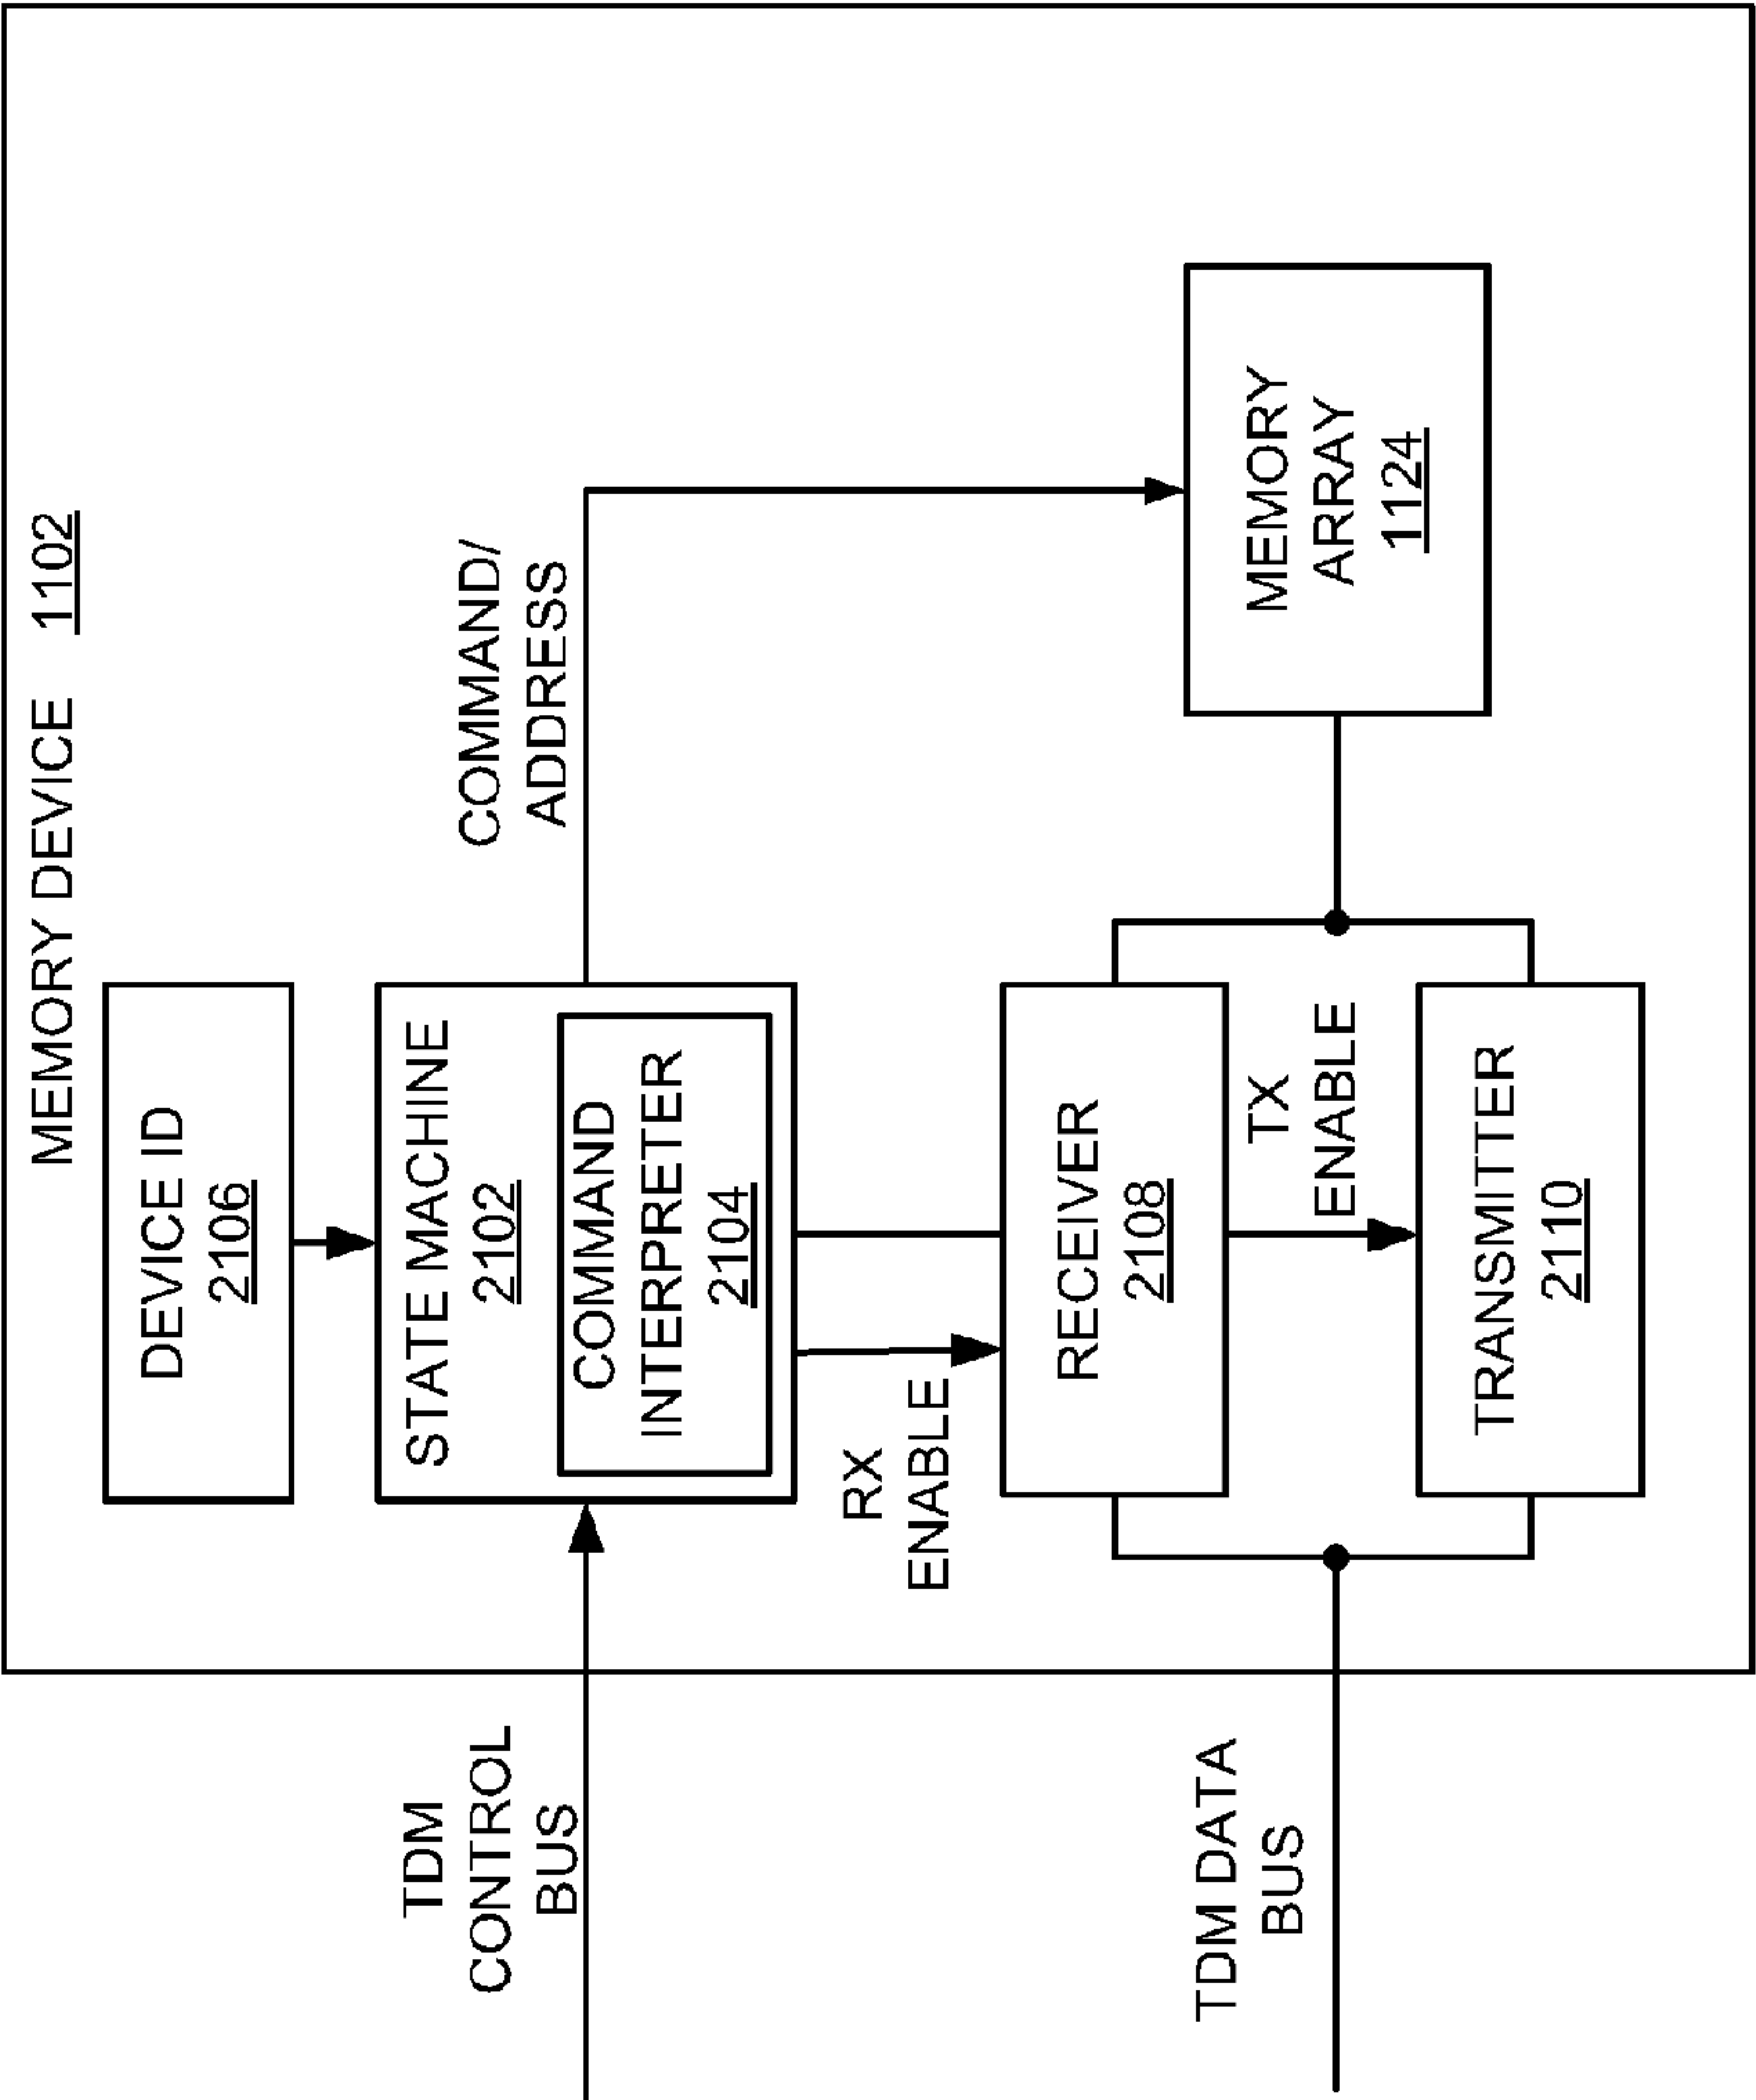 MEMORY DEVICE 1102
DEVICE ID
2106
STATE MACHINE
2102
COMMAND
INTERPRETER
2104
COMMAND/
ADDRESS
TDM
CONTROL
BUS
RX
ENABLE
RECEIVER
2108
TX
ENABLE
TRANSMITTER
2110
MEMORY
ARRAY
1124
TDM DATA
BUS